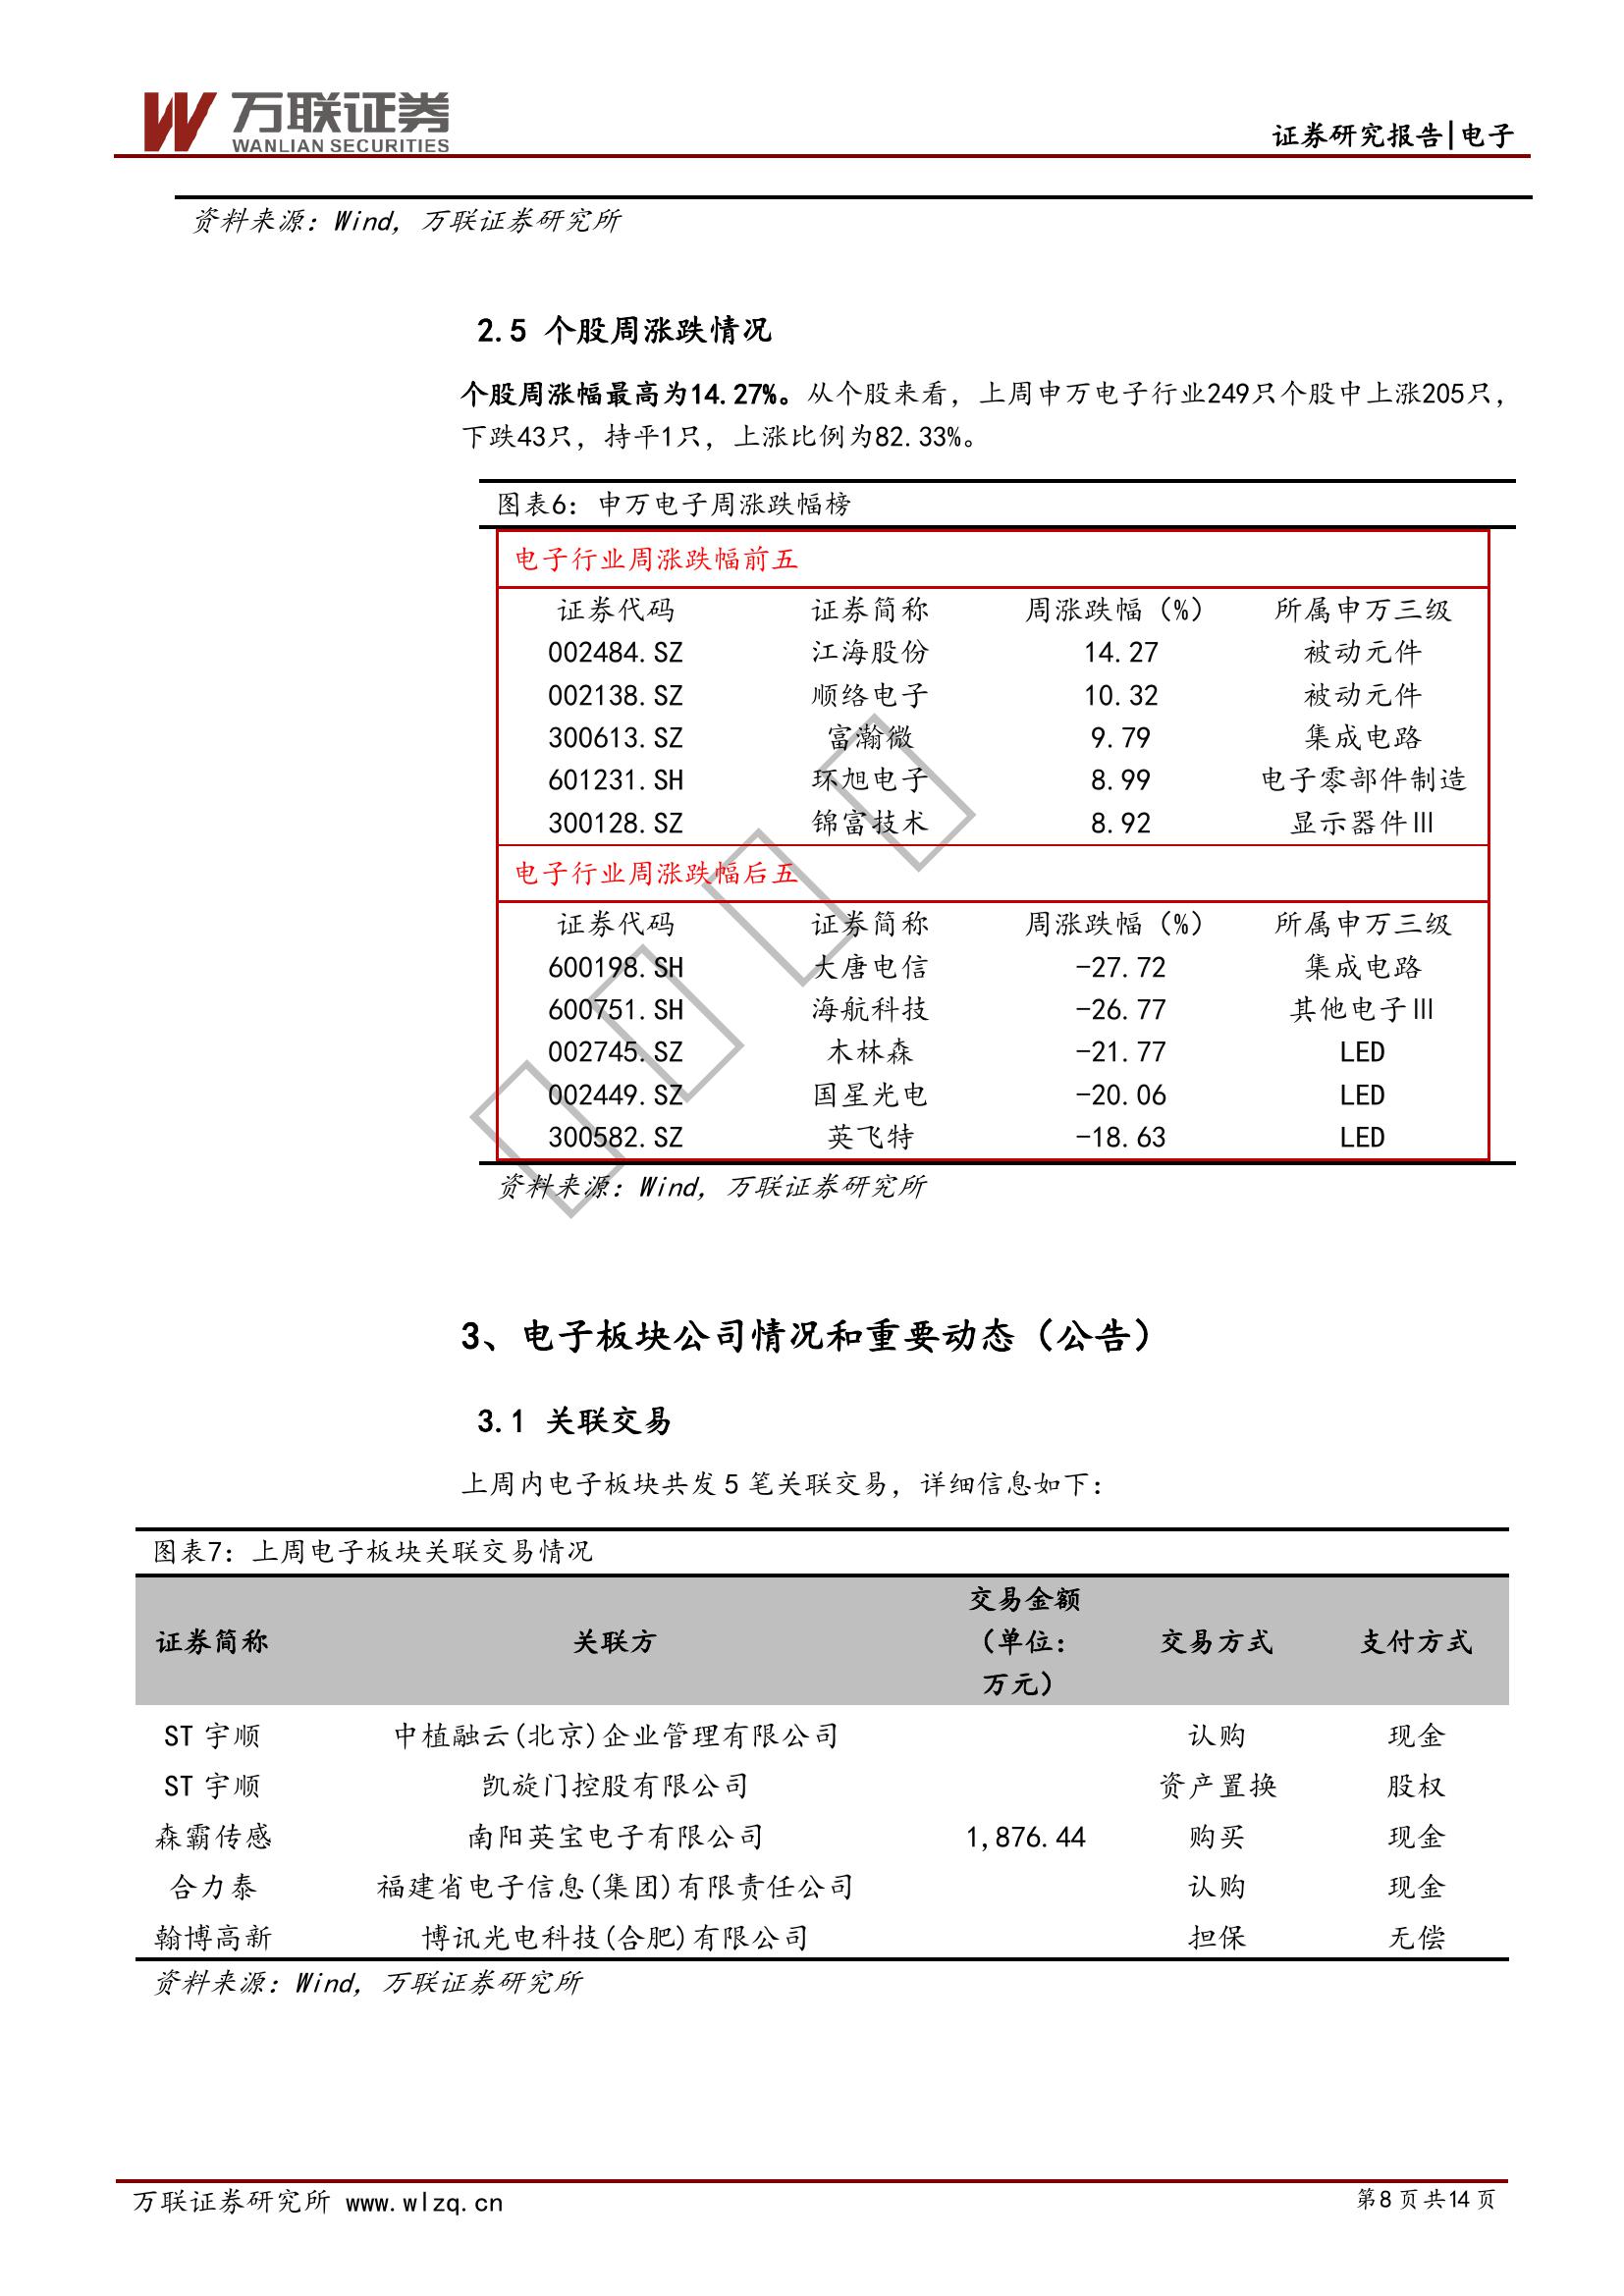 万联证券
WANLIAN SECURITIES
证券研究报告|电子
资料来源：Wind，万联证券研究所
2.5 个股周涨跌情况
个股周涨幅最高为14.27%。从个股来看，上周申万电子行业249只个股中上涨205只，
下跌43只，持平1只，上涨比例为82.33%。
图表6：申万电子周涨跌幅榜
电子行业周涨跌幅前五
证券代码 证券简称 周涨跌幅（%） 所属申万三级
002484.SZ 江海股份 14.27 被动元件
002138.SZ 顺络电子 10.32 被动元件
300613.SZ 富瀚微 9.79 集成电路
601231.SH 环旭电子 8.99 电子零部件制造
300128.SZ 锦富技术 8.92 显示器件Ⅲ
电子行业周涨跌幅后五
证券代码 证券简称 周涨跌幅（%） 所属申万三级
600198.SH 大唐电信 -27.72 集成电路
600751.SH 海航科技 -26.77 其他电子Ⅲ
002745.SZ 木林森 -21.77 LED
002449.SZ 国星光电 -20.06 LED
300582.SZ 英飞特 -18.63 LED
资料来源：Wind，万联证券研究所
3、电子板块公司情况和重要动态（公告）
3.1 关联交易
上周内电子板块共发 5 笔关联交易，详细信息如下：
图表7：上周电子板块关联交易情况
证券简称 关联方 交易金额（单位：万元） 交易方式 支付方式
ST 宇顺 中植融云(北京)企业管理有限公司 认购 现金
ST 宇顺 凯旋门控股有限公司 资产置换 股权
森霸传感 南阳英宝电子有限公司 1,876.44 购买 现金
合力泰 福建省电子信息(集团)有限责任公司 认购 现金
翰博高新 博讯光电科技(合肥)有限公司 担保 无偿
资料来源：Wind，万联证券研究所
万联证券研究所 www.wlzq.cn
第8 页 共14 页